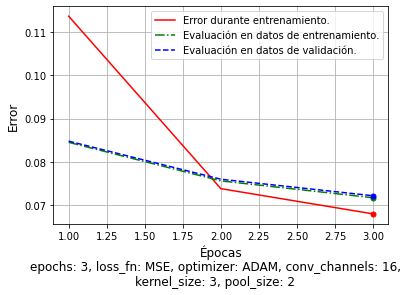 Error durante entrenamiento.
Evaluación en datos de entrenamiento.
Evaluación en datos de validación.
0.11
0.10
0.09
0.08
0.07
Error
1.00 1.25 1.50 1.75 2.00 2.25 2.50 2.75 3.00
Épocas
epochs: 3, loss_fn: MSE, optimizer: ADAM, conv_channels: 16,
kernel_size: 3, pool_size: 2